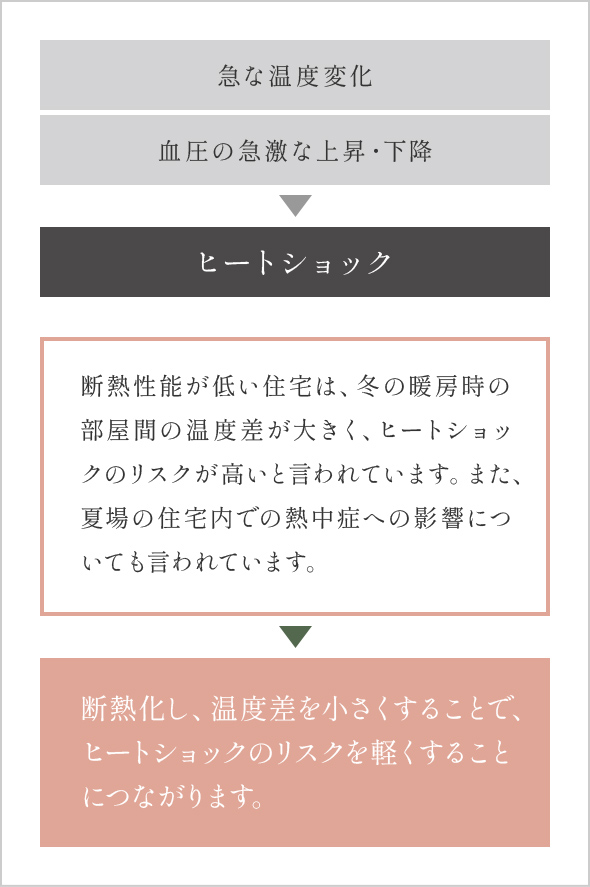 急な温度変化
血圧の急激な上昇・下降
ヒートショック
断熱性能が低い住宅は、冬の暖房時の
部屋間の温度差が大きく、ヒートショッ
クのリスクが高いと言われています。また、
夏場の住宅内での熱中症への影響につ
いても言われています。
断熱化し、温度差を小さくすることで、
ヒートショックのリスクを軽くすること
につながります。